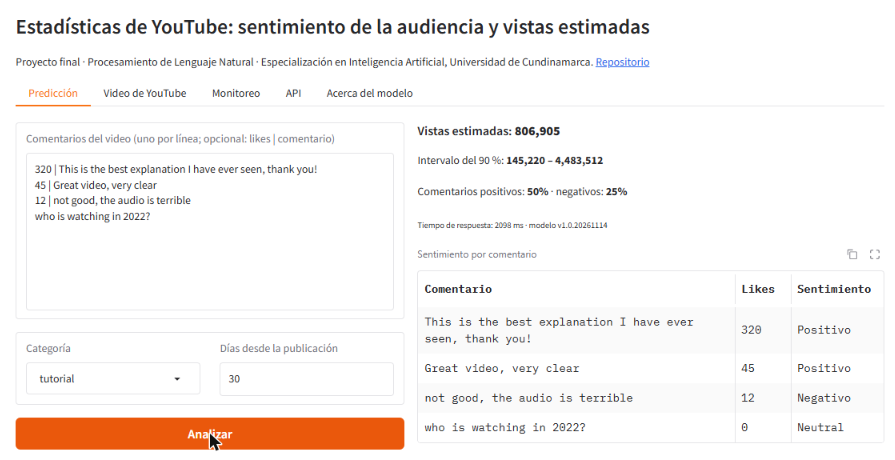 Estadísticas de YouTube: sentimiento de la audiencia y vistas estimadas
Proyecto final · Procesamiento de Lenguaje Natural · Especialización en Inteligencia Artificial, Universidad de Cundinamarca. Repositorio
Predicción Video de YouTube Monitoreo API Acerca del modelo
Comentarios del video (uno por línea; opcional: likes | comentario)
320 | This is the best explanation I have ever seen, thank you!
45 | Great video, very clear
12 | not good, the audio is terrible
who is watching in 2022?
Categoría
tutorial
Días desde la publicación
30
Analizar
Vistas estimadas: 806,905
Intervalo del 90 %: 145,220 – 4,483,512
Comentarios positivos: 50% · negativos: 25%
Tiempo de respuesta: 2098 ms · modelo v1.0.20261114
Sentimiento por comentario
Comentario Likes Sentimiento
This is the best explanation I have ever
seen, thank you! 320 Positivo
Great video, very clear 45 Positivo
not good, the audio is terrible 12 Negativo
who is watching in 2022? 0 Neutral